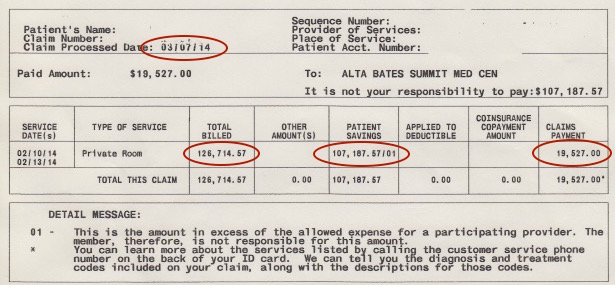 Sequence Number:
Patient's Name: Provider of Services:
Claim Number: Place of Service:
Claim Processed Date: 03/07/14 Patient Acct. Number:
Paid Amount: $19,527.00 To: ALTA BATES SUMMIT MED CEN
It is not your responsibility to pay:$107,187.57
SERVICE DATE(s) TYPE OF SERVICE TOTAL BILLED OTHER AMOUNT(S) PATIENT SAVINGS APPLIED TO DEDUCTIBLE COINSURANCE COPAYMENT AMOUNT CLAIMS PAYMENT
02/10/14 Private Room 126,714.57 107,187.57/01 19,527.00
02/13/14
TOTAL THIS CLAIM 126,714.57 0.00 107,187.57 0.00 0.00 19,527.00*
DETAIL MESSAGE:
01 - This is the amount in excess of the allowed expense for a participating provider. The
member, therefore, is not responsible for this amount.
* You can learn more about the services listed by calling the customer service phone
number on the back of your ID card. We can tell you the diagnosis and treatment
codes included on your claim, along with the descriptions for those codes.